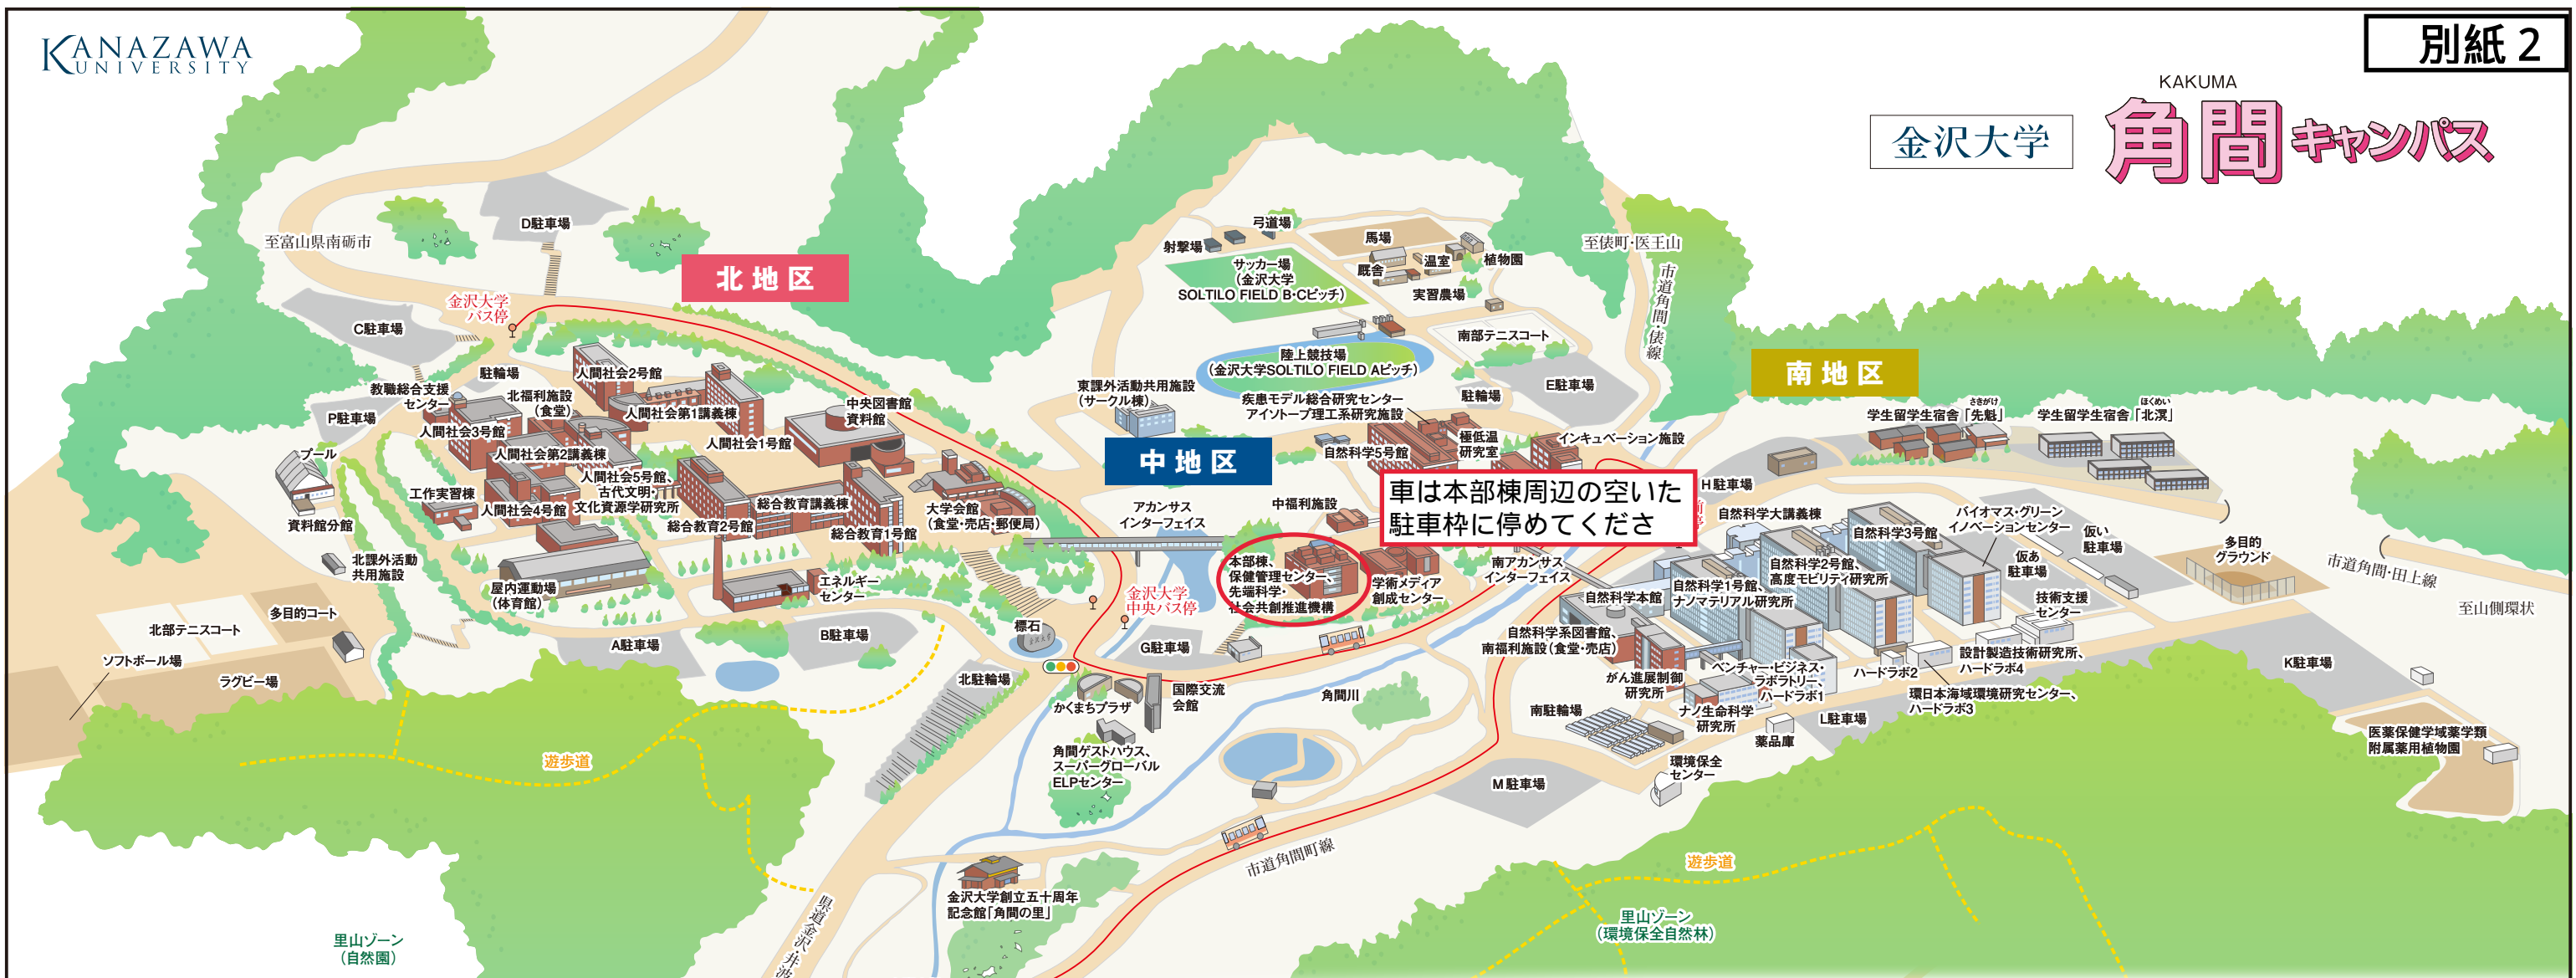 KANAZAWA
UNIVERSITY
別紙2
KAKUMA
金沢大学
角間キャンパス
北地区
中地区
南地区
D駐車場
至富山県南砺市
金沢大学
バス停
C駐車場
駐輪場
教職総合支援
センター
P駐車場
プール
資料館分館
工作実習棟
北課外活動
共用施設
多目的コート
北部テニスコート
ソフトボール場
ラグビー場
人間社会2号館
北福利施設
（食堂）
人間社会第1講義棟
人間社会3号館
人間社会1号館
人間社会第2講義棟
人間社会5号館、
古代文明・
文化資源学研究所
人間社会4号館
中央図書館
資料館
総合教育講義棟
総合教育2号館
総合教育1号館
大学会館
（食堂・売店・郵便局）
屋内運動場
（体育館）
エネルギー
センター
A駐車場
B駐車場
標石
北駐輪場
遊歩道
里山ゾーン
（自然園）
弓道場
射撃場
サッカー場
（金沢大学
SOLTILO FIELD B・Cピッチ）
馬場
厩舎
温室
植物園
実習農場
至俵町・医王山
市道角間・俵線
南部テニスコート
陸上競技場
（金沢大学SOLTILO FIELD Aピッチ）
E駐車場
駐輪場
東課外活動共用施設
（サークル棟）
疾患モデル総合研究センター
アイソトープ理工系研究施設
自然科学5号館
極低温
研究室
インキュベーション施設
車は本部棟周辺の空いた
駐車枠に停めてくださ
アカンサス
インターフェイス
中福利施設
本部棟、
保健管理センター、
先端科学・
社会共創推進機構
学術メディア
創成センター
金沢大学
中央バス停
G駐車場
南アカンサス
インターフェイス
国際交流
会館
かくまちプラザ
角間ゲストハウス、
スーパーグローバル
ELPセンター
角間川
金沢大学創立五十周年
記念館「角間の里」
県道金沢・井波
市道角間町線
H駐車場
学生留学生宿舎「先魁」
さきがけ
学生留学生宿舎「北溟」
ほくめい
自然科学大講義棟
自然科学3号館
バイオマス・グリーン
イノベーションセンター
仮い
駐車場
仮あ
駐車場
多目的
グラウンド
市道角間・田上線
至山側環状
自然科学2号館、
高度モビリティ研究所
自然科学1号館、
ナノマテリアル研究所
自然科学本館
技術支援
センター
自然科学系図書館、
南福利施設（食堂・売店）
がん進展制御
研究所
ベンチャー・ビジネス・
ラボラトリー、
ハードラボ1
ハードラボ2
設計製造技術研究所、
ハードラボ4
環日本海域環境研究センター、
ハードラボ3
ナノ生命科学
研究所
南駐輪場
薬品庫
L駐車場
K駐車場
環境保全
センター
M駐車場
医薬保健学域薬学類
附属薬用植物園
遊歩道
里山ゾーン
（環境保全自然林）